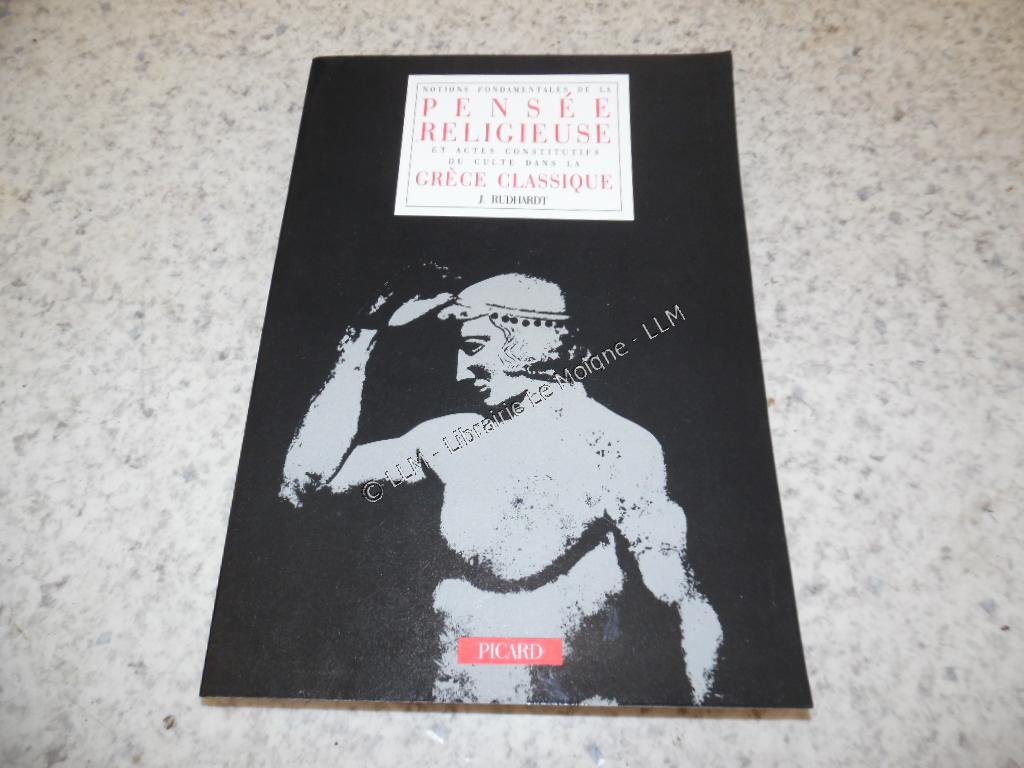 NOTIONS FONDAMENTALES DE LA
PENSÉE
RELIGIEUSE
ET ACTES CONSTITUTIFS
DU CULTE DANS LA
GRÈCE CLASSIQUE
J. RUDHARDT
© LLM - Librairie Le Moigne - LLM
PICARD